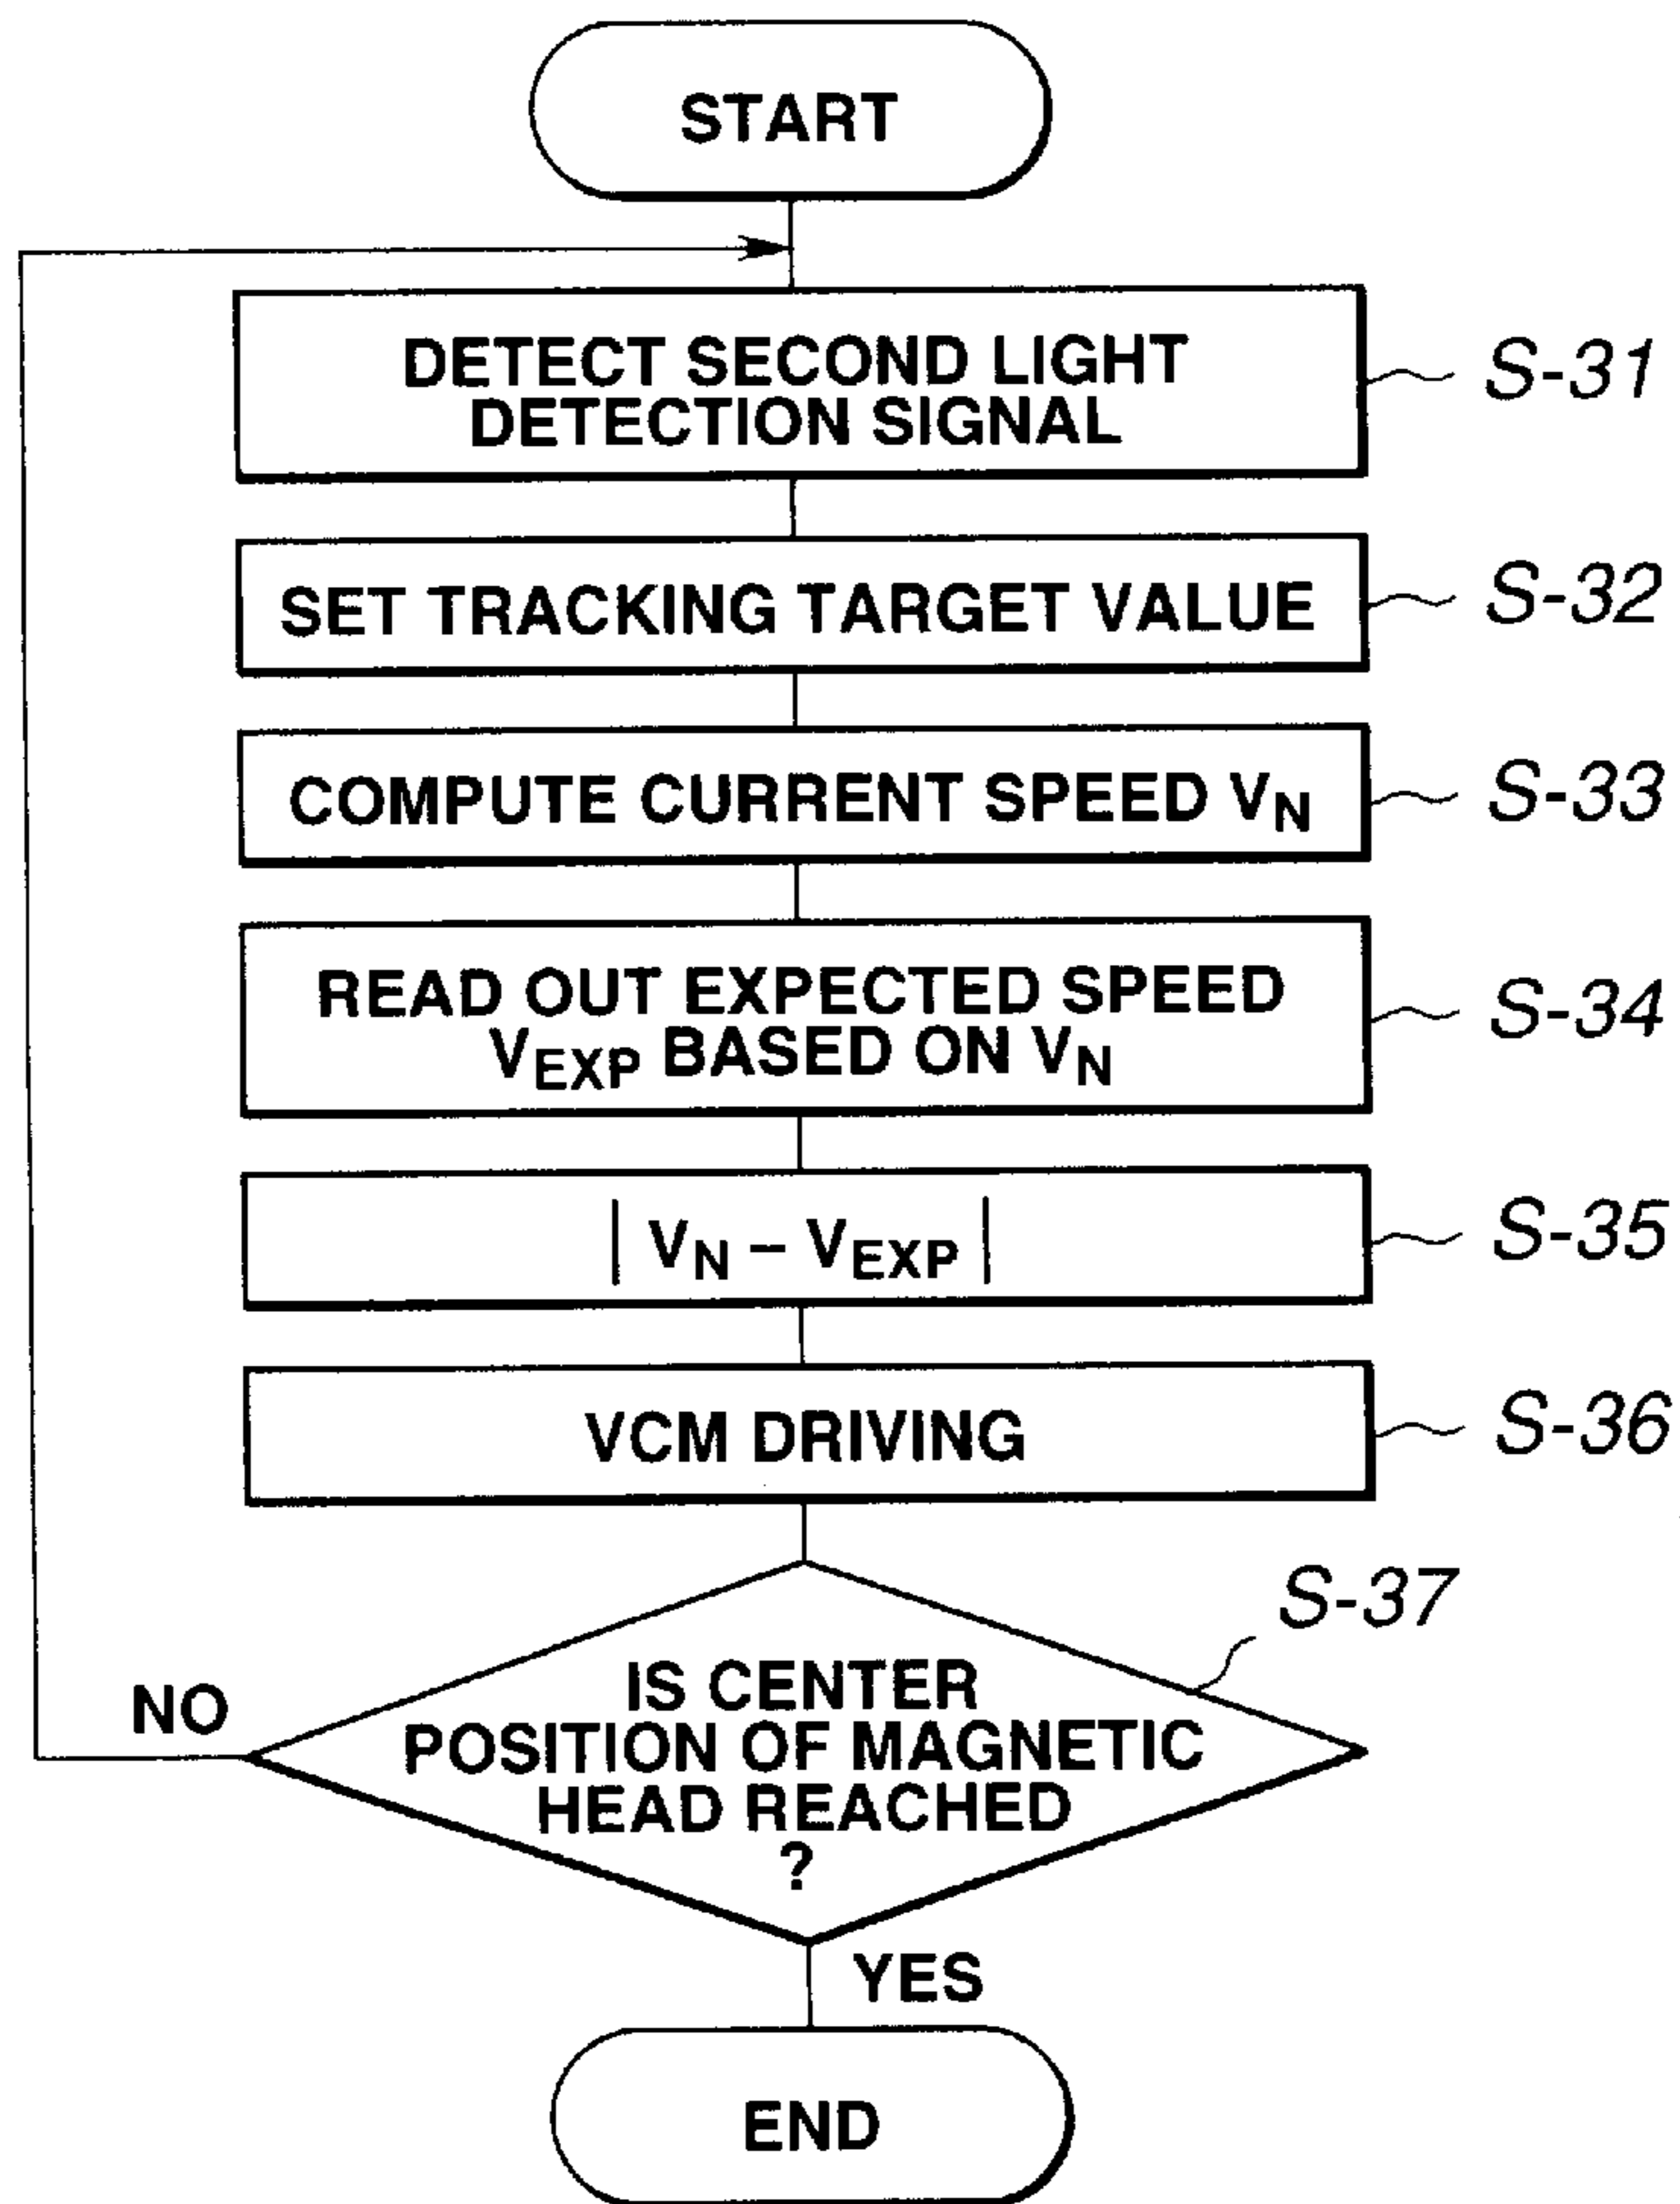 START
DETECT SECOND LIGHT
DETECTION SIGNAL
S-31
SET TRACKING TARGET VALUE
S-32
COMPUTE CURRENT SPEED VN
S-33
READ OUT EXPECTED SPEED
VEXP BASED ON VN
S-34
| VN – VEXP |
S-35
VCM DRIVING
S-36
S-37
IS CENTER
POSITION OF MAGNETIC
HEAD REACHED
?
NO
YES
END